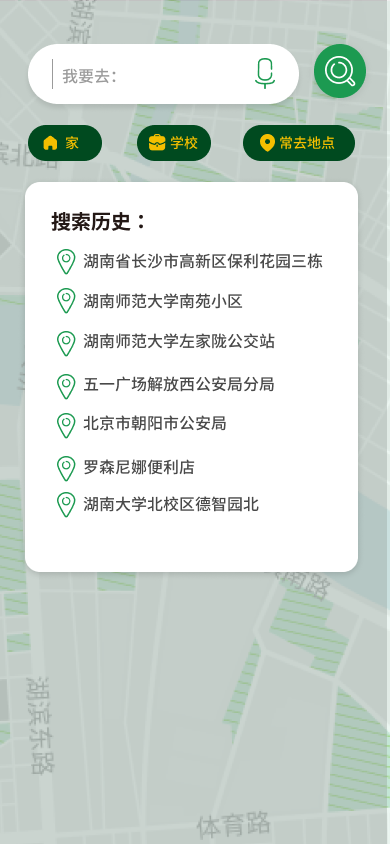 湖滨
我要去：
家
学校
常去地点
滨北路
搜索历史：
湖南省长沙市高新区保利花园三栋
湖南师范大学南苑小区
湖南师范大学左家陇公交站
五一广场解放西公安局分局
北京市朝阳市公安局
罗森尼娜便利店
湖南大学北校区德智园北
南路
湖滨东路
体育路